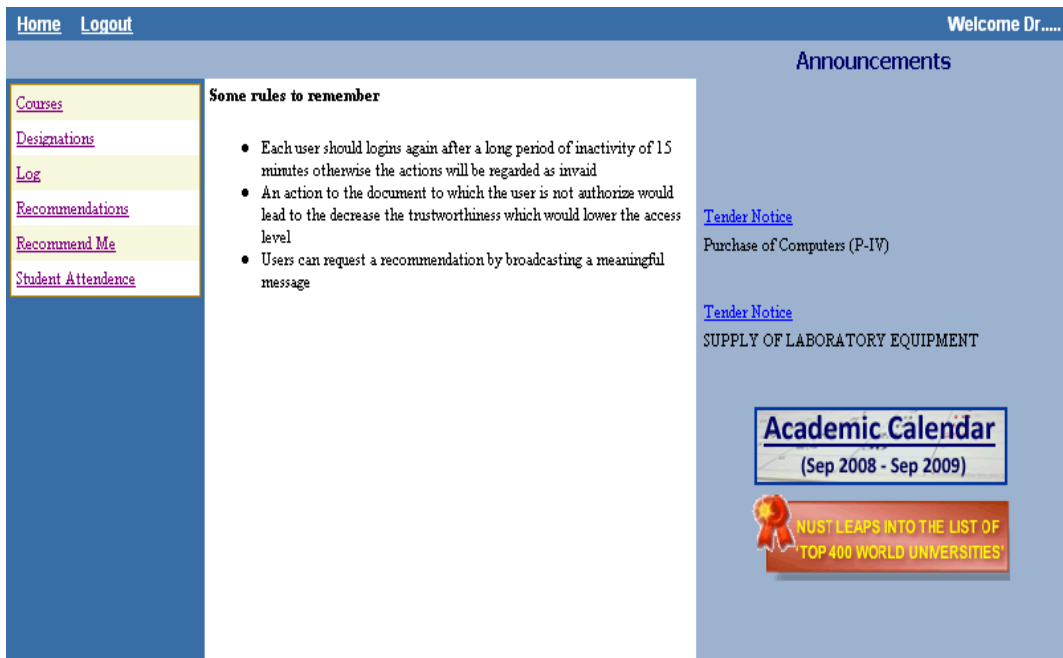 Home Logout
Welcome Dr.....
Announcements
Courses
Designations
Log
Recommendations
Recommend Me
Student Attendence
Some rules to remember
● Each user should logins again after a long period of inactivity of 15
minutes otherwise the actions will be regarded as invaid
● An action to the document to which the user is not authorize would
lead to the decrease the trustworthiness which would lower the access
level
● Users can request a recommendation by broadcasting a meaningful
message
Tender Notice
Purchase of Computers (P-IV)
Tender Notice
SUPPLY OF LABORATORY EQUIPMENT
Academic Calendar
(Sep 2008 - Sep 2009)
NUST LEAPS INTO THE LIST OF
'TOP 400 WORLD UNIVERSITIES'